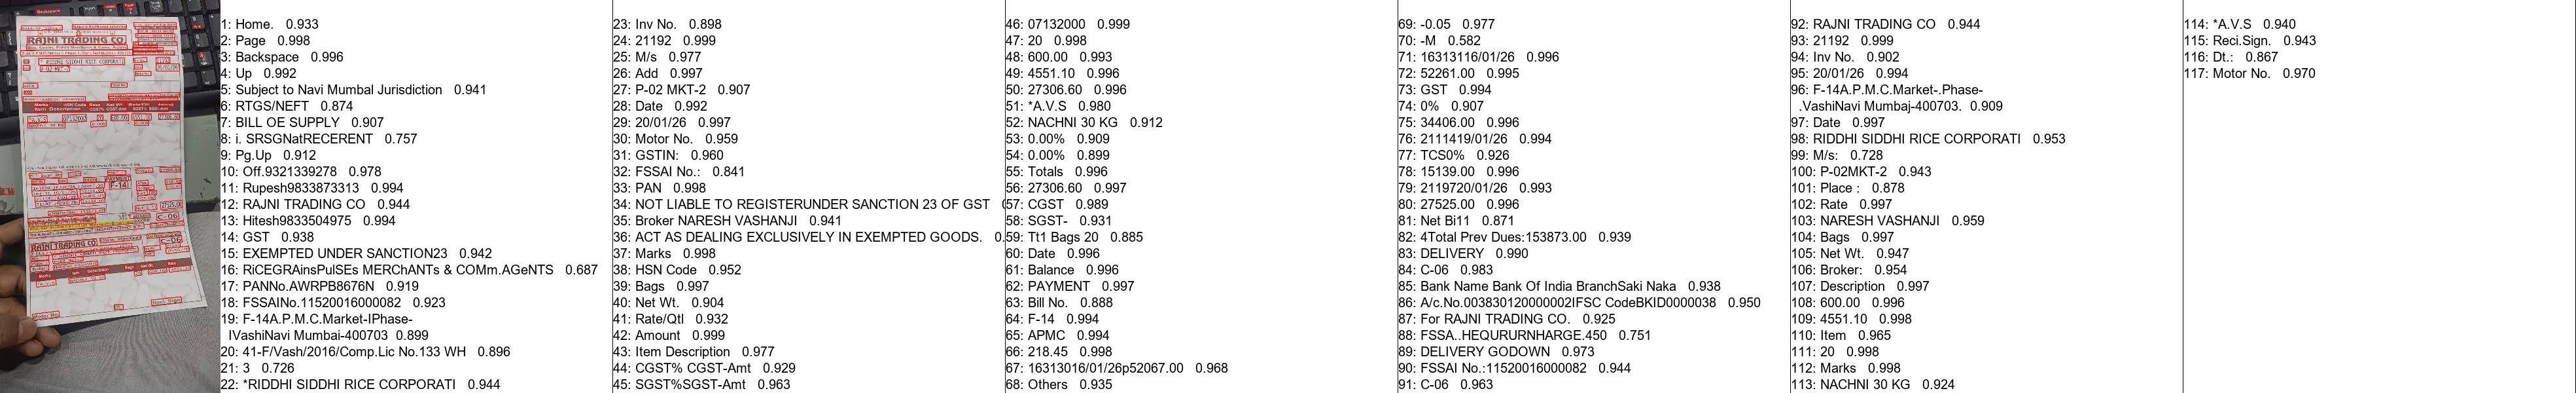 1: Home. 0.933
2: Page 0.998
3: Backspace 0.996
4: Up 0.992
5: Subject to Navi Mumbal Jurisdiction 0.941
6: RTGS/NEFT 0.874
7: BILL OE SUPPLY 0.907
8: i. SRSGNatRECERENT 0.757
9: Pg.Up 0.912
10: Off.9321339278 0.978
11: Rupesh9833873313 0.994
12: RAJNI TRADING CO 0.944
13: Hitesh9833504975 0.994
14: GST 0.938
15: EXEMPTED UNDER SANCTION23 0.942
16: RiCEGRAinsPulSEs MERChANTs & COMm.AGeNTS 0.687
17: PANNo.AWRPB8676N 0.919
18: FSSAINo.11520016000082 0.923
19: F-14A.P.M.C.Market-IPhase-
IVashiNavi Mumbai-400703 0.899
20: 41-F/Vash/2016/Comp.Lic No.133 WH 0.896
21: 3 0.726
22: *RIDDHI SIDDHI RICE CORPORATI 0.944
23: Inv No. 0.898
24: 21192 0.999
25: M/s 0.977
26: Add 0.997
27: P-02 MKT-2 0.907
28: Date 0.992
29: 20/01/26 0.997
30: Motor No. 0.959
31: GSTIN: 0.960
32: FSSAI No.: 0.841
33: PAN 0.998
34: NOT LIABLE TO REGISTERUNDER SANCTION 23 OF GST
35: Broker NARESH VASHANJI 0.941
36: ACT AS DEALING EXCLUSIVELY IN EXEMPTED GOODS.
37: Marks 0.998
38: HSN Code 0.952
39: Bags 0.997
40: Net Wt. 0.904
41: Rate/Qtl 0.932
42: Amount 0.999
43: Item Description 0.977
44: CGST% CGST-Amt 0.929
45: SGST%SGST-Amt 0.963
46: 07132000 0.999
47: 20 0.998
48: 600.00 0.993
49: 4551.10 0.996
50: 27306.60 0.997
51: *A.V.S 0.980
52: NACHNI 30 KG 0.912
53: 0.00% 0.909
54: 0.00% 0.899
55: Totals 0.996
56: 27306.60 0.997
57: CGST 0.989
58: SGST- 0.931
59: Tt1 Bags 20 0.885
60: Date 0.996
61: Balance 0.996
62: PAYMENT 0.997
63: Bill No. 0.888
64: F-14 0.994
65: APMC 0.994
66: 218.45 0.998
67: 16313016/01/26p52067.00 0.968
68: Others 0.935
69: -0.05 0.977
70: -M 0.582
71: 16313116/01/26 0.996
72: 52261.00 0.995
73: GST 0.994
74: 0% 0.907
75: 34406.00 0.996
76: 2111419/01/26 0.994
77: TCS0% 0.926
78: 15139.00 0.996
79: 2119720/01/26 0.993
80: 27525.00 0.996
81: Net Bi11 0.871
82: 4Total Prev Dues:153873.00 0.939
83: DELIVERY 0.990
84: C-06 0.983
85: Bank Name Bank Of India BranchSaki Naka 0.938
86: A/c.No.003830120000002IFSC CodeBKID0000038 0.950
87: For RAJNI TRADING CO. 0.925
88: FSSA..HEQURURNHARGE.450 0.751
89: DELIVERY GODOWN 0.973
90: FSSAI No.:11520016000082 0.944
91: C-06 0.963
92: RAJNI TRADING CO 0.944
93: 21192 0.999
94: Inv No. 0.902
95: 20/01/26 0.994
96: F-14A.P.M.C.Market-.Phase-
.VashiNavi Mumbaj-400703. 0.909
97: Date 0.997
98: RIDDHI SIDDHI RICE CORPORATI 0.953
99: M/s: 0.728
100: P-02MKT-2 0.943
101: Place : 0.878
102: Rate 0.997
103: NARESH VASHANJI 0.959
104: Bags 0.997
105: Net Wt. 0.947
106: Broker: 0.954
107: Description 0.997
108: 600.00 0.996
109: 4551.10 0.998
110: Item 0.965
111: 20 0.998
112: Marks 0.998
113: NACHNI 30 KG 0.924
114: *A.V.S 0.940
115: Reci.Sign. 0.943
116: Dt.: 0.867
117: Motor No. 0.970